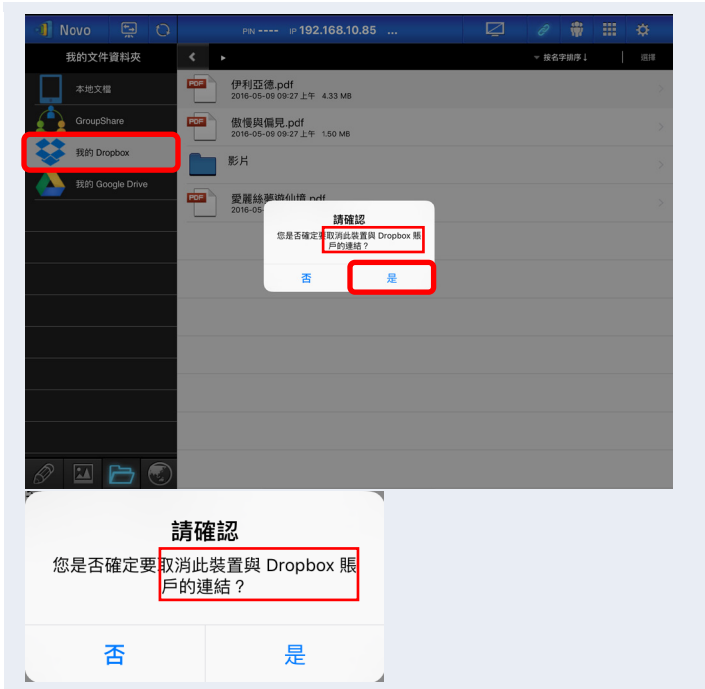 Novo
PIN ---- IP 192.168.10.85 ...
我的文件資料夾
按名字排序↓
選擇
本地文檔
GroupShare
我的 Dropbox
我的 Google Drive
PDF
伊利亞德.pdf
2016-05-09 09:27 上午 4.33 MB
PDF
傲慢與偏見.pdf
2016-05-09 09:27 上午 1.50 MB
影片
PDF
愛麗絲夢遊仙境.pdf
2016-05-
請確認
您是否確定要取消此裝置與 Dropbox 賬
戶的連結？
否
是
請確認
您是否確定要取消此裝置與 Dropbox 賬
戶的連結？
否
是